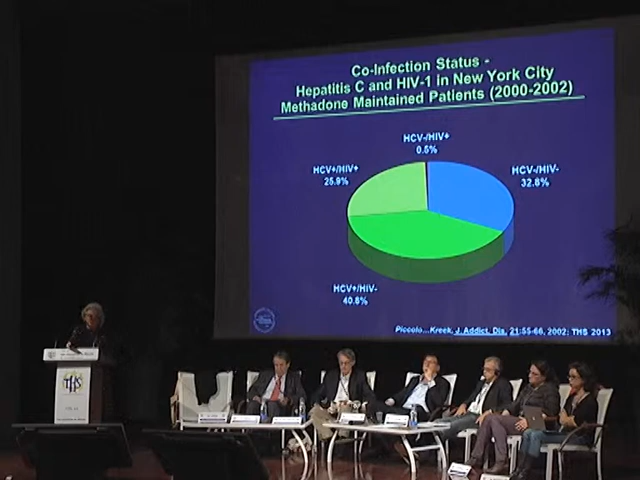 Co-Infection Status -
Hepatitis C and HIV-1 in New York City
Methadone Maintained Patients (2000-2002)
HCV-/HIV+
0.5%
HCV+/HIV+
25.9%
HCV-/HIV-
32.8%
HCV+/HIV-
40.8%
Piccolo...Kreek, J. Addict. Dis. 21:55-66, 2002; THS 2013
THS